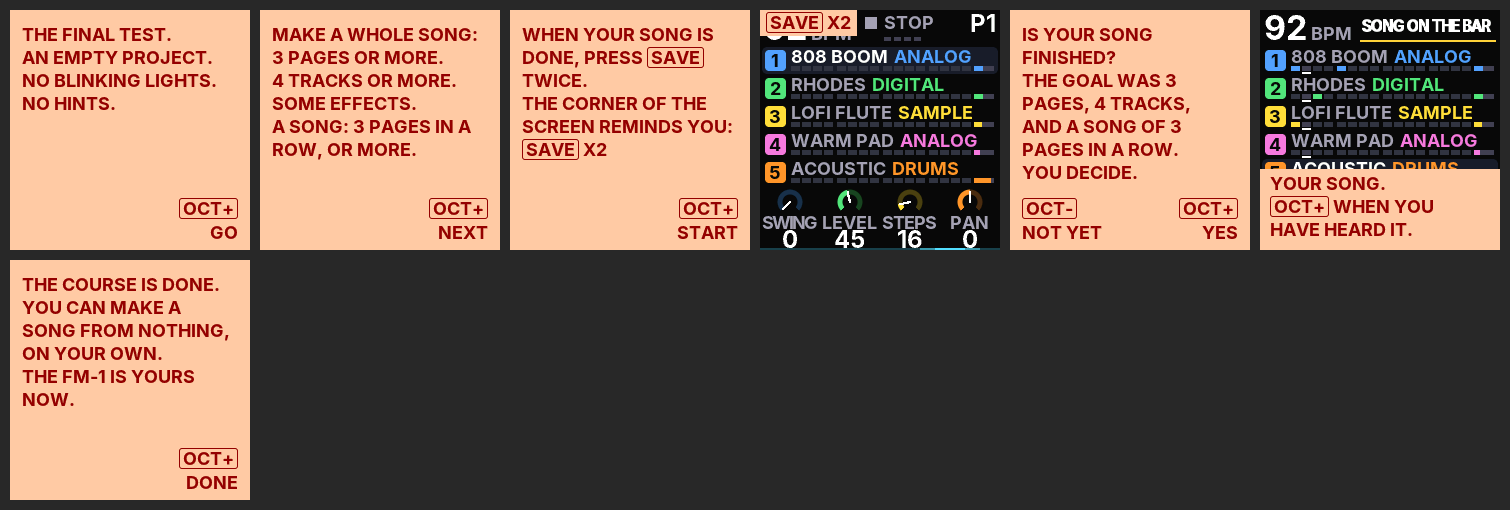 THE FINAL TEST.
AN EMPTY PROJECT.
NO BLINKING LIGHTS.
NO HINTS.
OCT+
GO
MAKE A WHOLE SONG:
3 PAGES OR MORE.
4 TRACKS OR MORE.
SOME EFFECTS.
A SONG: 3 PAGES IN A
ROW, OR MORE.
OCT+
NEXT
WHEN YOUR SONG IS
DONE, PRESS SAVE
TWICE.
THE CORNER OF THE
SCREEN REMINDS YOU:
SAVE X2
OCT+
START
SAVE X2 STOP P1
1 808 BOOM ANALOG
2 RHODES DIGITAL
3 LOFI FLUTE SAMPLE
4 WARM PAD ANALOG
5 ACOUSTIC DRUMS
SWING LEVEL STEPS PAN
0 45 16 0
IS YOUR SONG
FINISHED?
THE GOAL WAS 3
PAGES, 4 TRACKS,
AND A SONG OF 3
PAGES IN A ROW.
YOU DECIDE.
OCT- OCT+
NOT YET YES
92 BPM SONG ON THE BAR
1 808 BOOM ANALOG
2 RHODES DIGITAL
3 LOFI FLUTE SAMPLE
4 WARM PAD ANALOG
ACOUSTIC DRUMS
YOUR SONG.
OCT+ WHEN YOU
HAVE HEARD IT.
THE COURSE IS DONE.
YOU CAN MAKE A
SONG FROM NOTHING,
ON YOUR OWN.
THE FM-1 IS YOURS
NOW.
OCT+
DONE